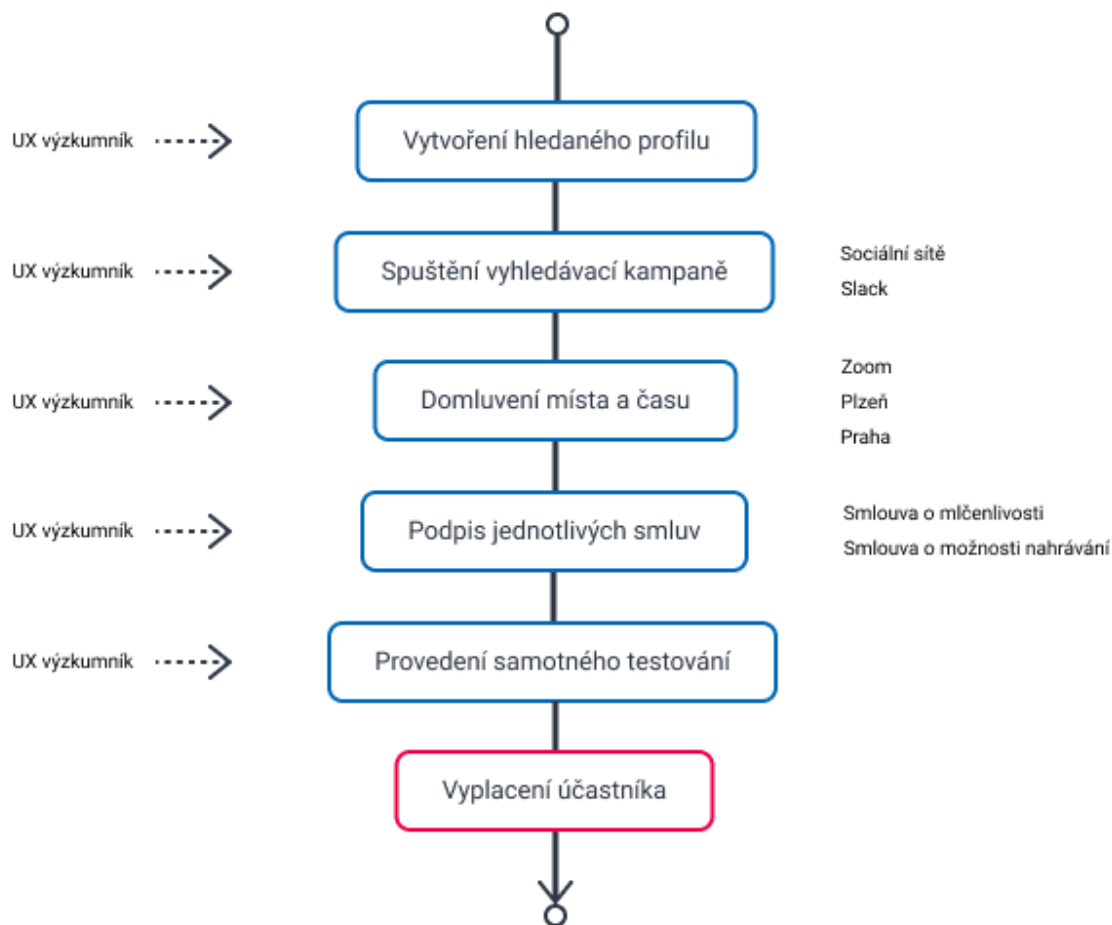 UX výzkumník
Vytvoření hledaného profilu
UX výzkumník
Spuštění vyhledávací kampaně
Sociální sítě
Slack
UX výzkumník
Domluvení místa a času
Zoom
Plzeň
Praha
UX výzkumník
Podpis jednotlivých smluv
Smlouva o mlčenlivosti
Smlouva o možnosti nahrávání
UX výzkumník
Provedení samotného testování
Vyplacení účastníka